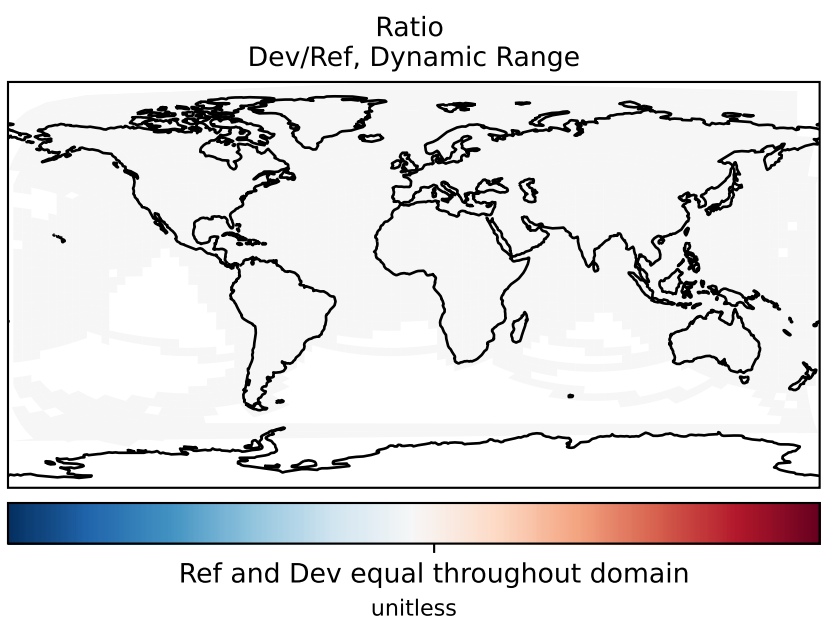 Ratio
Dev/Ref, Dynamic Range
Ref and Dev equal throughout domain
unitless